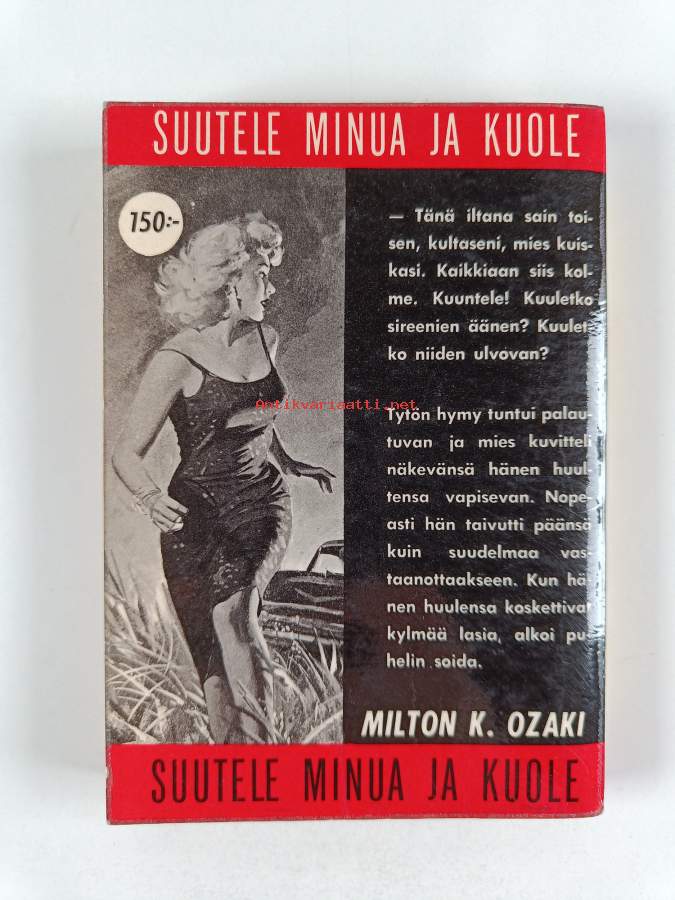 SUUTELE MINUA JA KUOLE
150:-
— Tänä iltana sain toi-
sen, kultaseni, mies kuis-
kasi. Kaikkiaan siis kol-
me. Kuuntele! Kuuletko
sireenien äänen? Kuulet-
ko niiden ulvovan?
Antikvariaatti.net
Tytön hymy tuntui palau-
tuvan ja mies kuvitteli
näkevänsä hänen huul-
tensa vapisevan. Nope-
asti hän taivutti päänsä
kuin suudelmaa vas-
taanottaakseen. Kun hä-
nen huulensa koskettivat
kylmää lasia, alkoi pu-
helin soida.
MILTON K. OZAKI
SUUTELE MINUA JA KUOLE